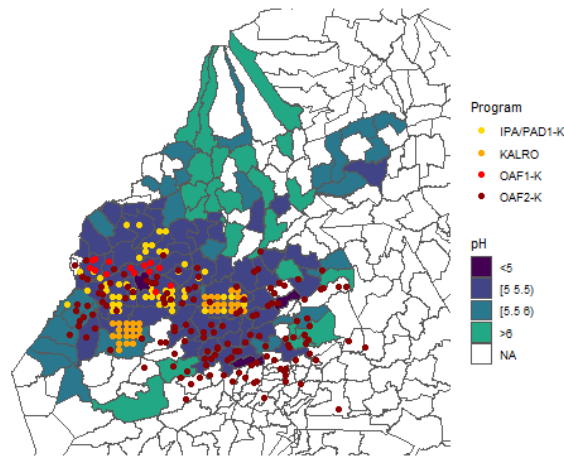 Program
IPA/PAD1-K
KALRO
OAF1-K
OAF2-K
pH
<5
[5 5.5)
[5.5 6)
>6
NA